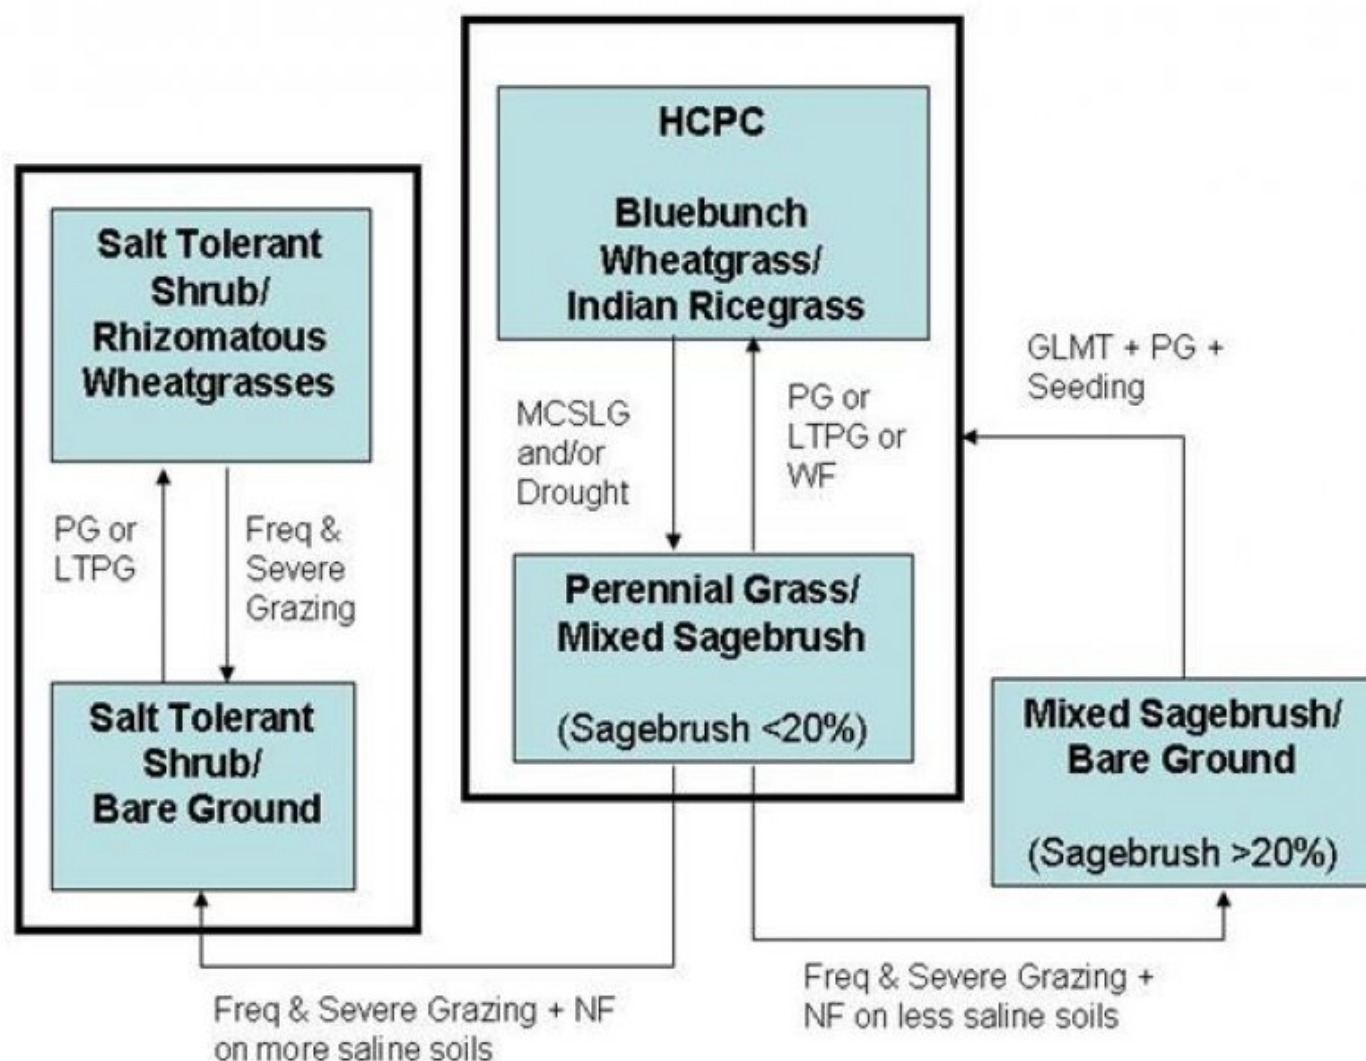 HCPC
Bluebunch
Wheatgrass/
Indian Ricegrass
Salt Tolerant
Shrub/
Rhizomatous
Wheatgrasses
GLMT + PG +
Seeding
MCSLG
and/or
Drought
PG or
LTPG or
WF
PG or
LTPG
Freq &
Severe
Grazing
Perennial Grass/
Mixed Sagebrush
(Sagebrush <20%)
Salt Tolerant
Shrub/
Bare Ground
Mixed Sagebrush/
Bare Ground
(Sagebrush >20%)
Freq & Severe Grazing + NF
on more saline soils
Freq & Severe Grazing +
NF on less saline soils